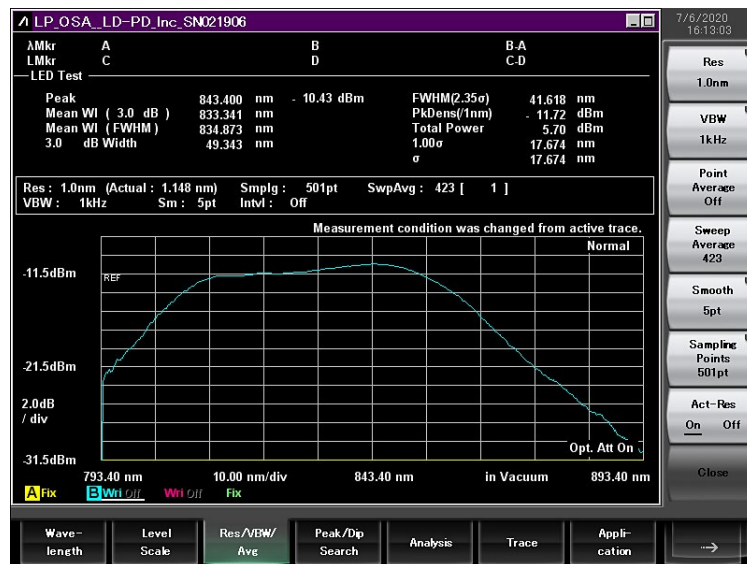 LP_OSA__LD-PD_Inc_SN021906
7/6/2020
16:13:03
λMkr A B B-A
LMkr C D C-D
LED Test
Peak 843.400 nm - 10.43 dBm FWHM(2.35σ) 41.618 nm
Mean Wl ( 3.0 dB ) 833.341 nm PkDens(/1nm) - 11.72 dBm
Mean Wl ( FWHM ) 834.873 nm Total Power 5.70 dBm
3.0 dB Width 49.343 nm 1.00σ 17.674 nm
σ 17.674 nm
Res : 1.0nm (Actual : 1.148 nm) Smplg : 501pt SwpAvg : 423 [ 1 ]
VBW : 1kHz Sm : 5pt Intvl : Off
Measurement condition was changed from active trace.
Normal
-11.5dBm
REF
-21.5dBm
2.0dB
/ div
Opt. Att On
-31.5dBm
793.40 nm 10.00 nm/div 843.40 nm in Vacuum 893.40 nm
A Fix B Wri Off Wri Off Fix
Res
1.0nm
VBW
1kHz
Point
Average
Off
Sweep
Average
423
Smooth
5pt
Sampling
Points
501pt
Act-Res
On Off
Close
Wave-
length
Level
Scale
Res/VBW/
Avg
Peak/Dip
Search
Analysis
Trace
Appli-
cation